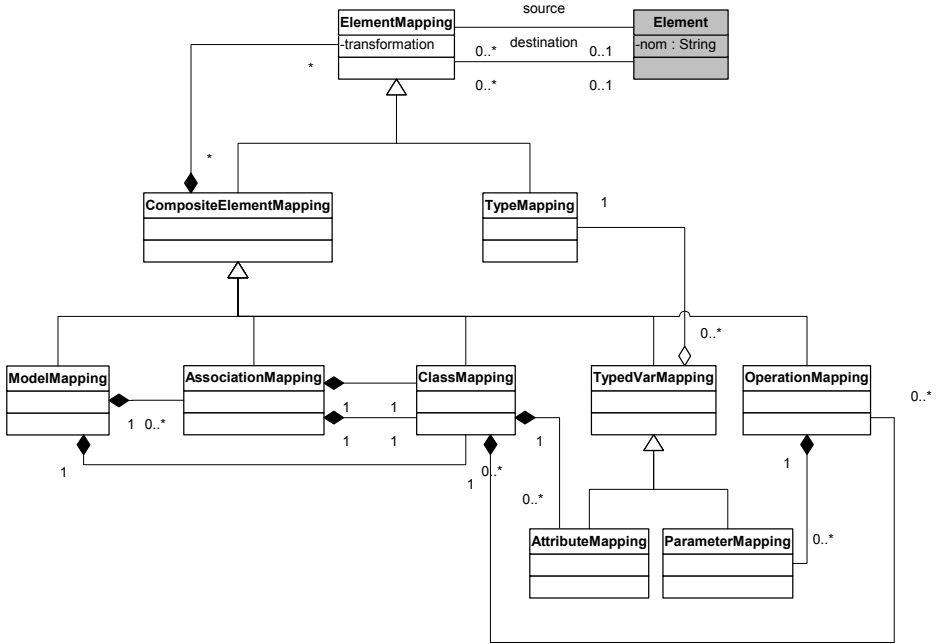 source
ElementMapping
Element
-transformation
-nom : String
0..*
destination
0..1
*
0..*
0..1
*
CompositeElementMapping
TypeMapping
1
0..*
ModelMapping
AssociationMapping
ClassMapping
TypedVarMapping
OperationMapping
0..*
1
0..*
1
1
1
1
1
1
1
0..*
1
0..*
AttributeMapping
ParameterMapping
0..*